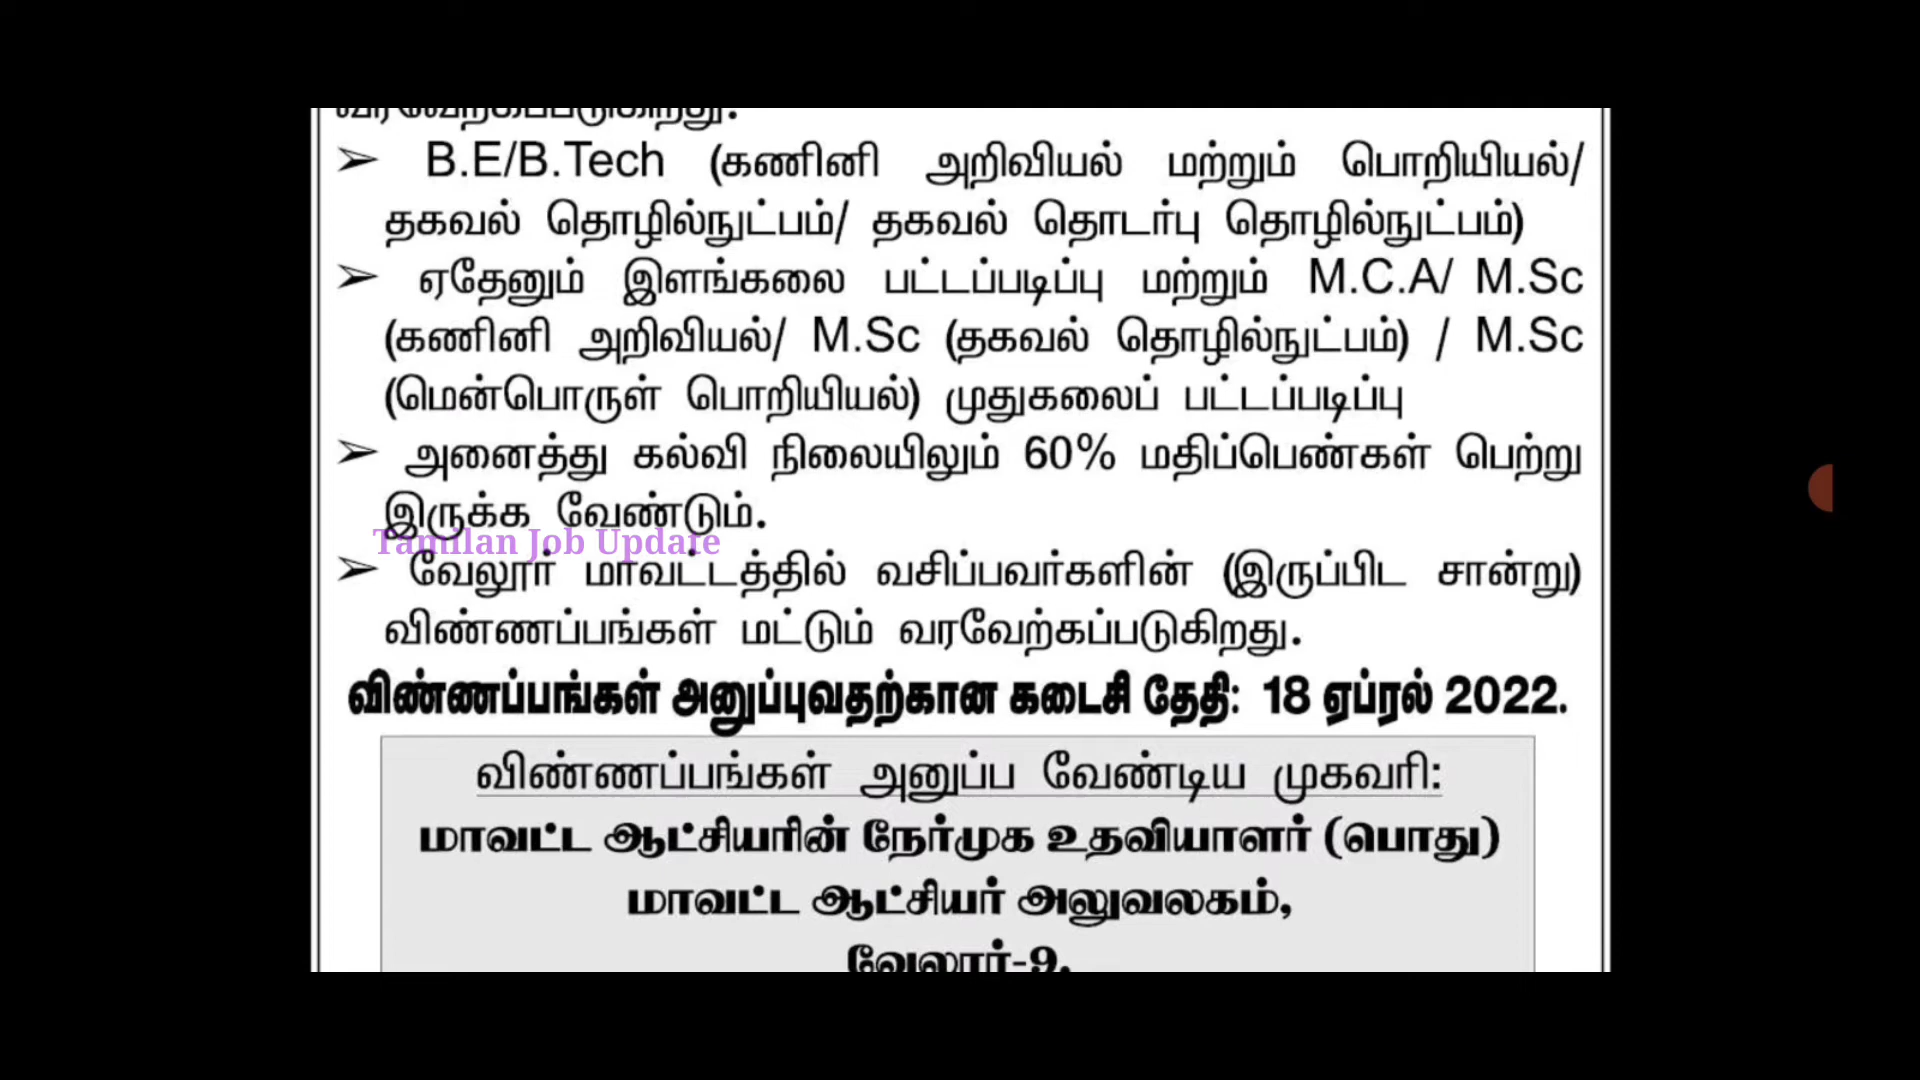 வரவேற்கப்படுகிறது.
➢ B.E/B.Tech (கணினி அறிவியல் மற்றும் பொறியியல்/
தகவல் தொழில்நுட்பம்/ தகவல் தொடர்பு தொழில்நுட்பம்)
➢ ஏதேனும் இளங்கலை பட்டப்படிப்பு மற்றும் M.C.A/ M.Sc
(கணினி அறிவியல்/ M.Sc (தகவல் தொழில்நுட்பம்) / M.Sc
(மென்பொருள் பொறியியல்) முதுகலைப் பட்டப்படிப்பு
➢ அனைத்து கல்வி நிலையிலும் 60% மதிப்பெண்கள் பெற்று
இருக்க வேண்டும்.
Tamilan Job Update
➢ வேலூர் மாவட்டத்தில் வசிப்பவர்களின் (இருப்பிட சான்று)
விண்ணப்பங்கள் மட்டும் வரவேற்கப்படுகிறது.
விண்ணப்பங்கள் அனுப்புவதற்கான கடைசி தேதி: 18 ஏப்ரல் 2022.
விண்ணப்பங்கள் அனுப்ப வேண்டிய முகவரி:
மாவட்ட ஆட்சியரின் நேர்முக உதவியாளர் (பொது)
மாவட்ட ஆட்சியர் அலுவலகம்,
வேலூர்-9.